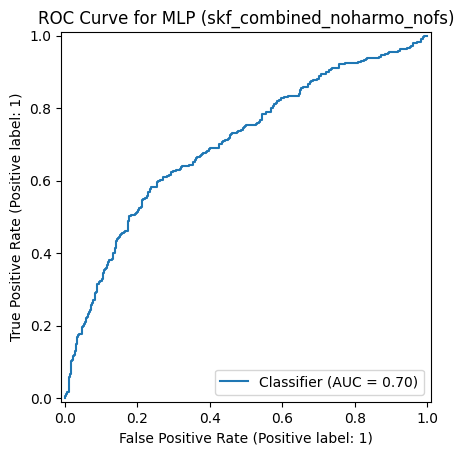 ROC Curve for MLP (skf_combined_noharmo_nofs)
True Positive Rate (Positive label: 1)
1.0
0.8
0.6
0.4
0.2
0.0
Classifier (AUC = 0.70)
0.0 0.2 0.4 0.6 0.8 1.0
False Positive Rate (Positive label: 1)